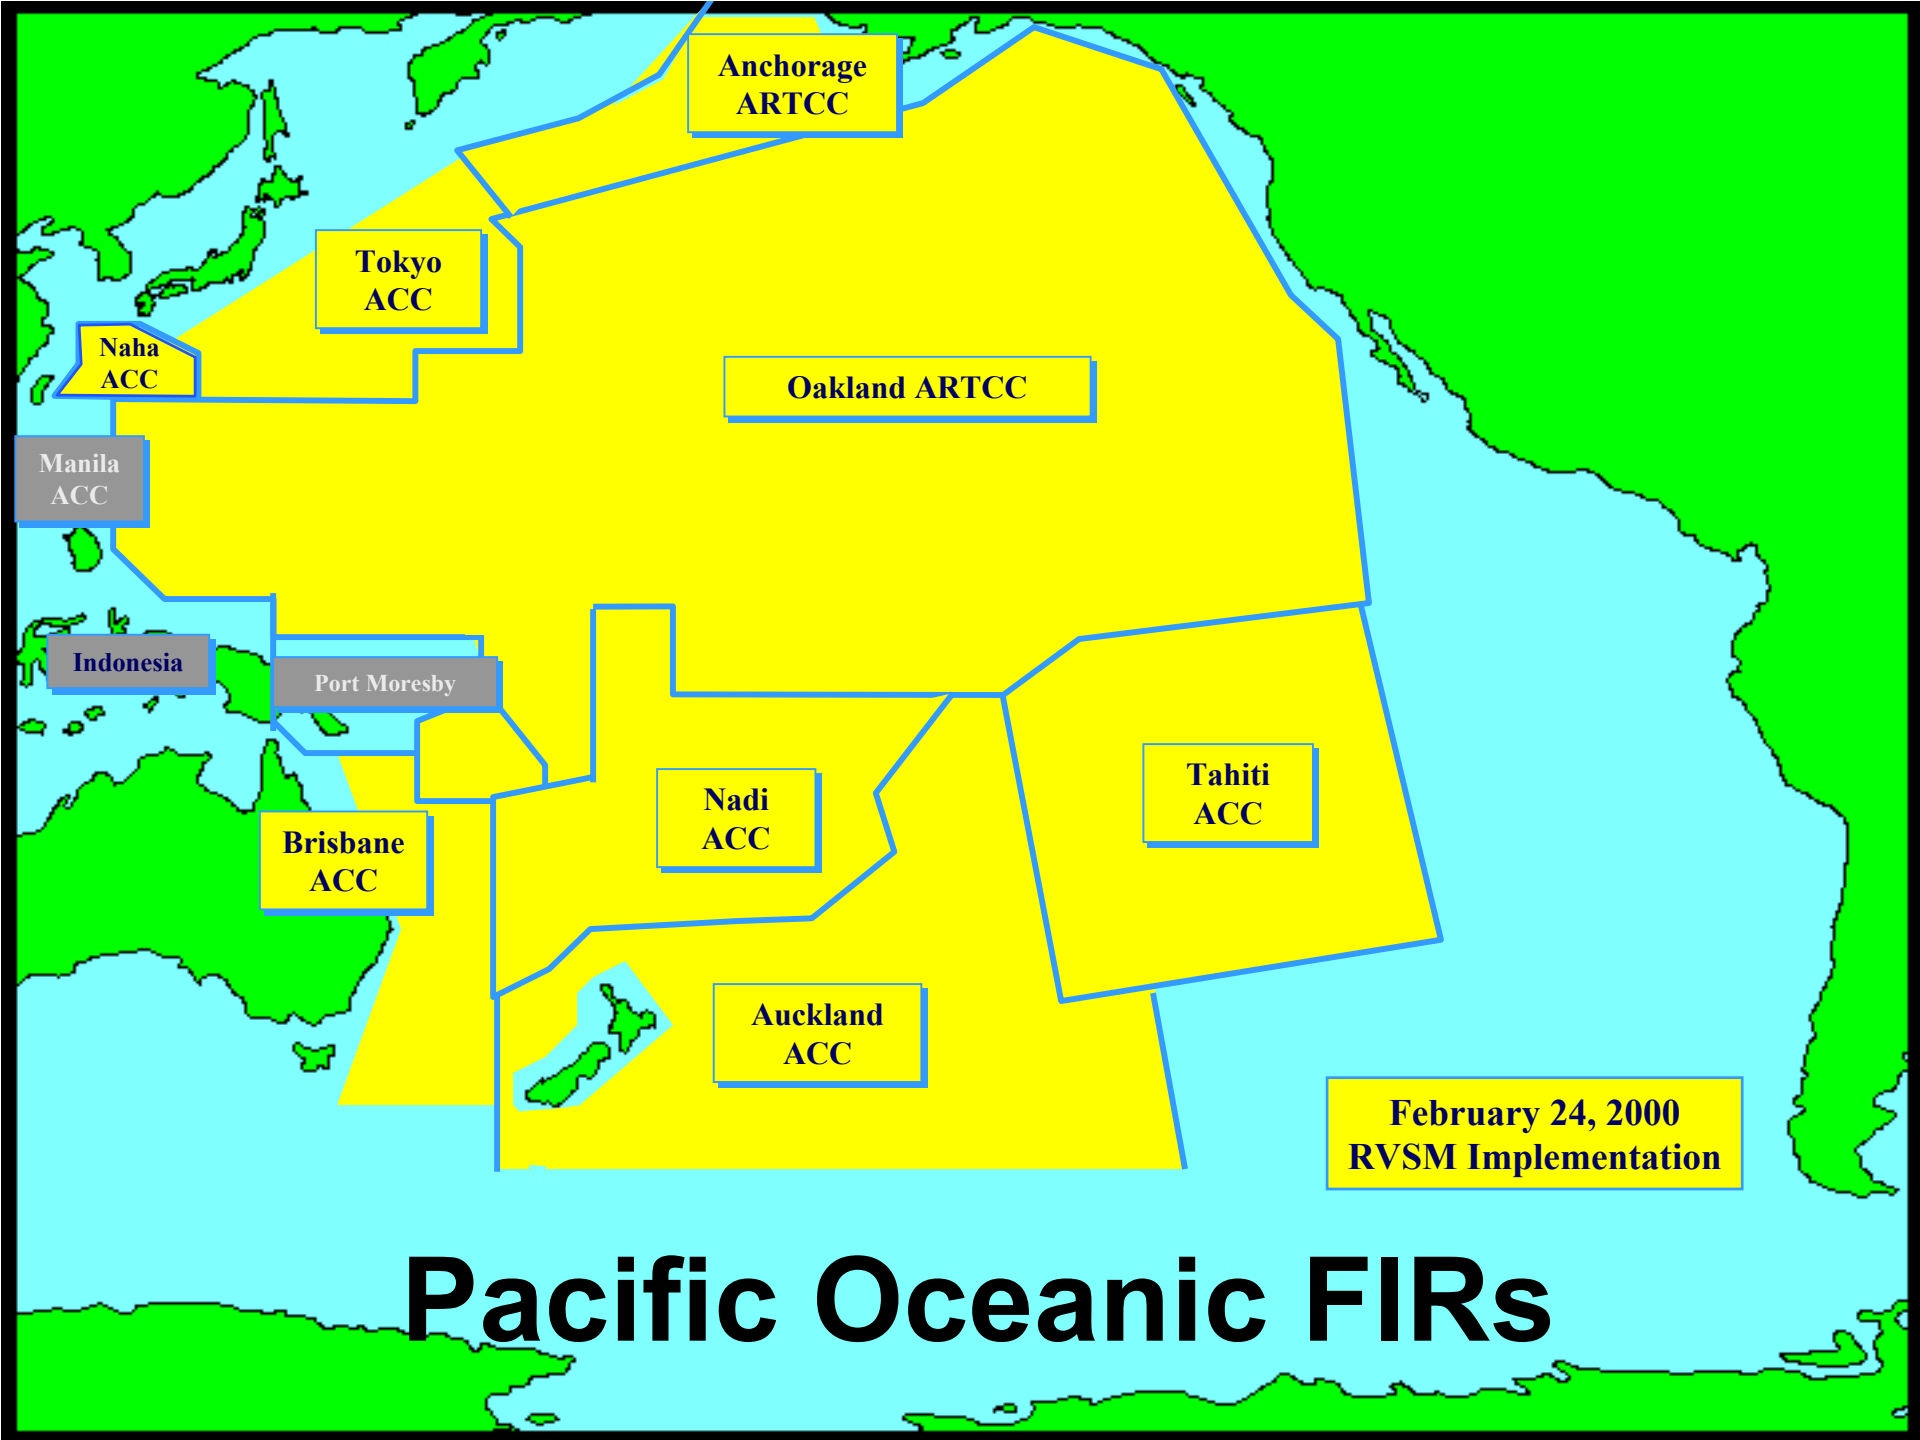 Anchorage
ARTCC
Tokyo
ACC
Naha
ACC
Oakland ARTCC
Manila
ACC
Indonesia
Port Moresby
Nadi
ACC
Tahiti
ACC
Brisbane
ACC
Auckland
ACC
February 24, 2000
RVSM Implementation
Pacific Oceanic FIRs